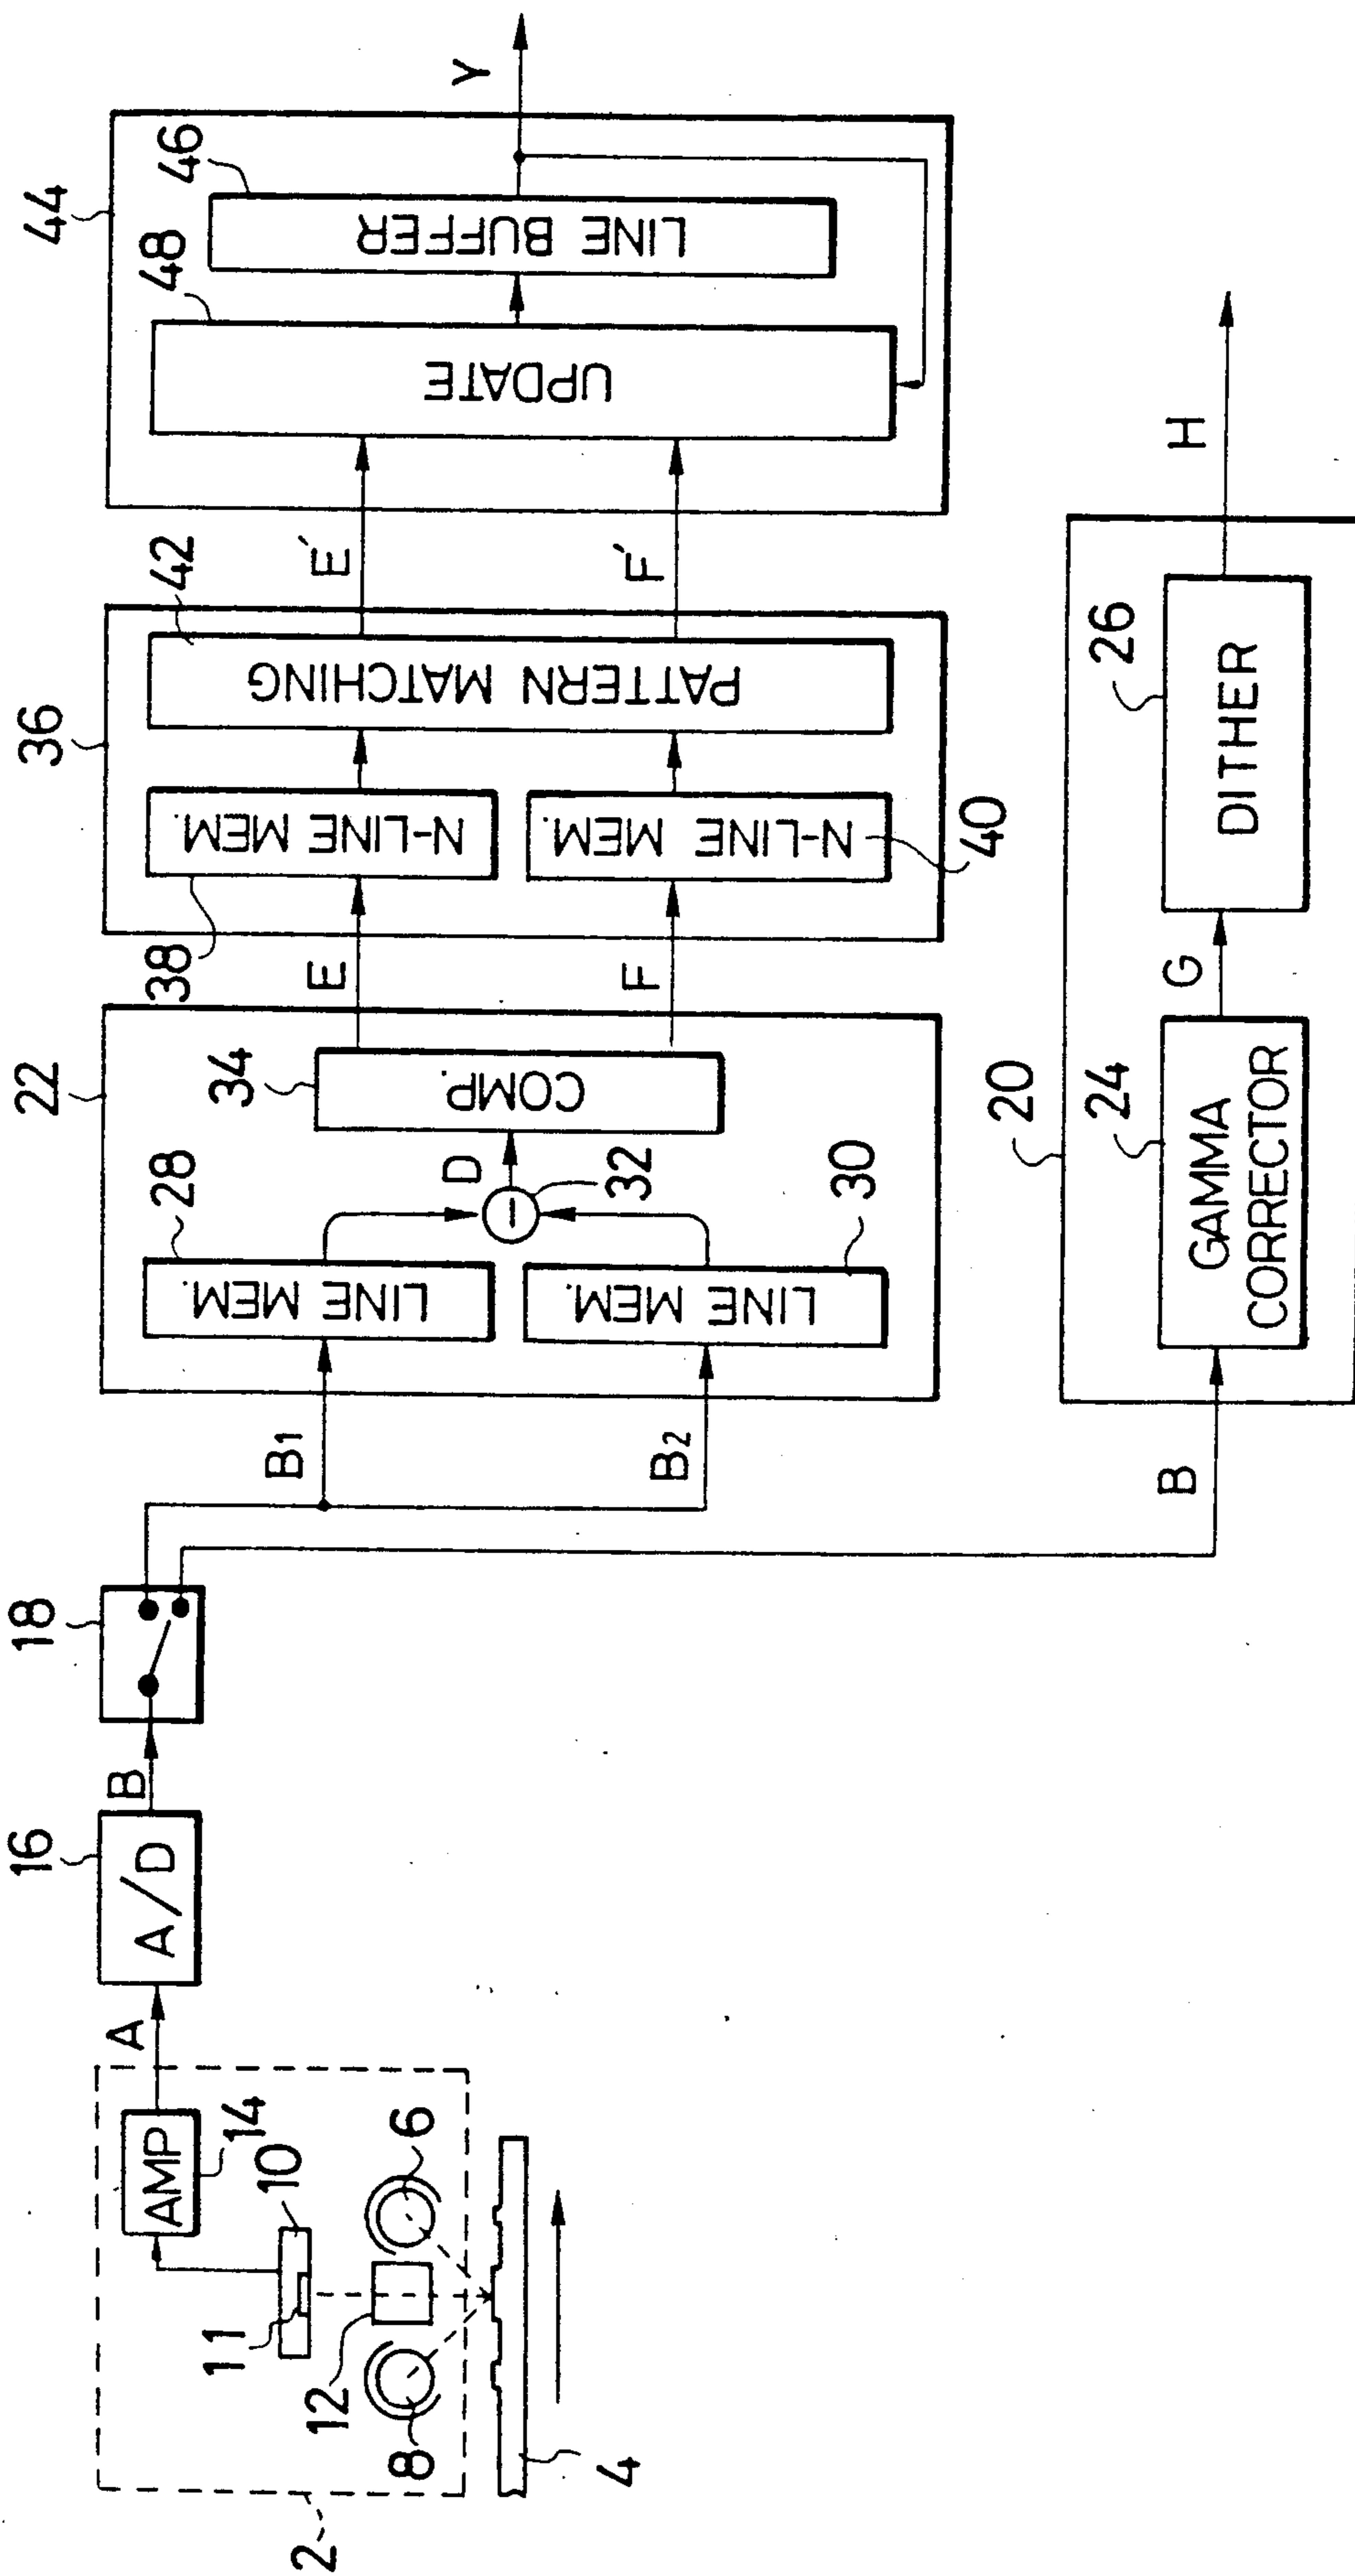 2
AMP
14
10
11
12
6
8
4
A
16
A/D
B
18
B1
B2
B
22
28
LINE MEM.
LINE MEM.
30
D
32
34
COMP.
E
F
36
38
N-LINE MEM.
N-LINE MEM.
40
42
PATTERN MATCHING
E´
F´
44
48
UPDATE
46
LINE BUFFER
Y
20
24
GAMMA
CORRECTOR
G
26
DITHER
H